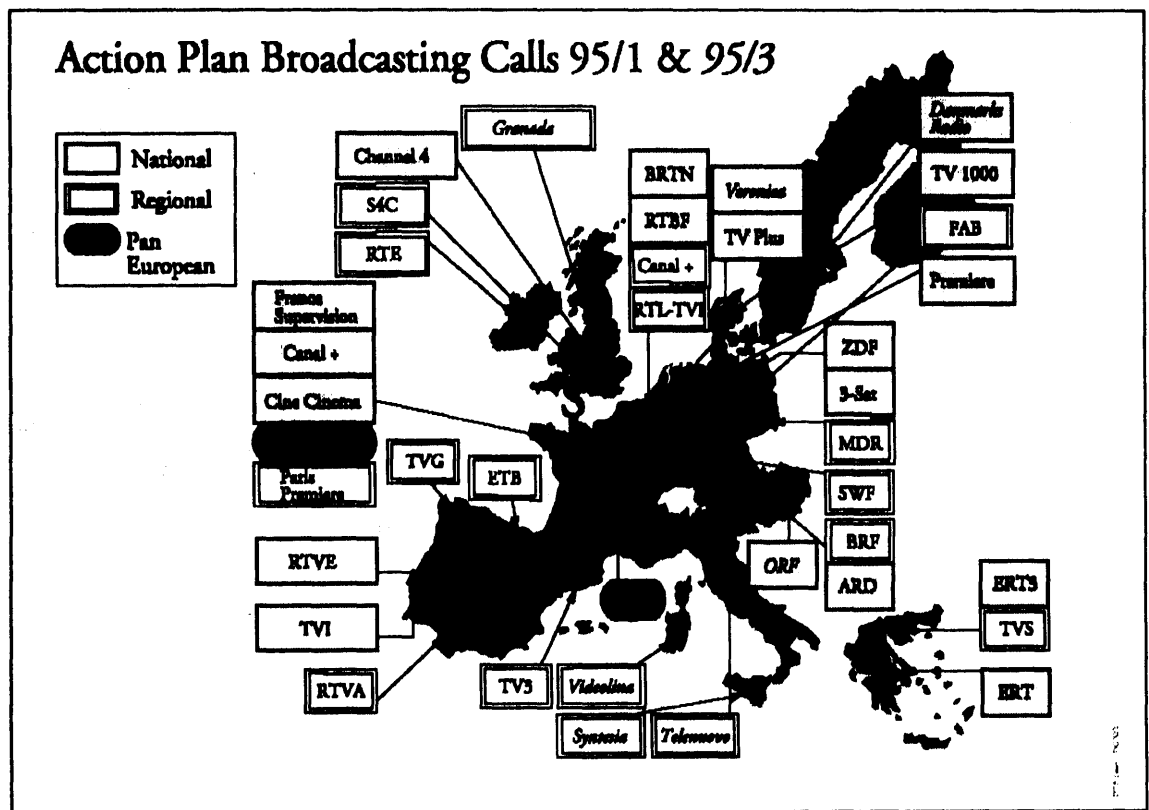 Action Plan Broadcasting Calls 95/1 & 95/3
National
Regional
Pan
European
Grenada
Channel 4
S4C
RTE
BRTN
RTBF
Canal +
RTL-TVI
Veronica
TV Plus
Danmarks
Radio
TV 1000
FAB
Premiere
France
Supervision
Canal +
Cine Cinema
Paris
Premiere
TVG
ETB
RTVE
TVI
RTVA
TV3
Videolina
Syntesia
Telenuovo
ZDF
3-Sat
MDR
SWF
BRF
ARD
ORF
ERT3
TVS
ERT